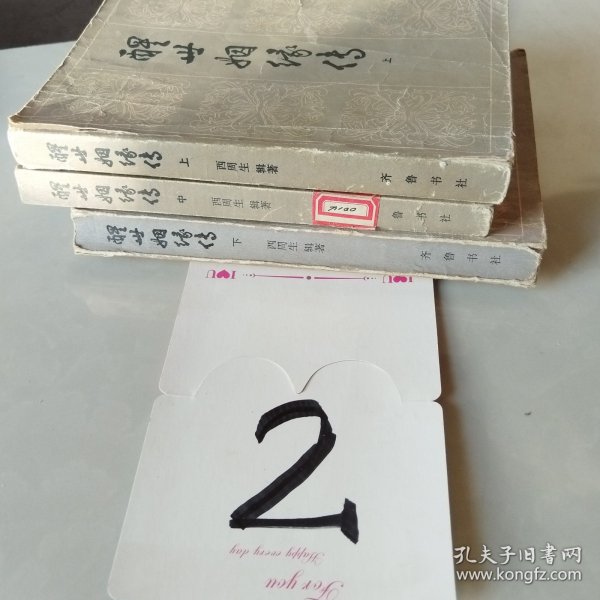 醒世姻缘传 上
醒世姻缘传 上 西周生 辑著 齐鲁书社
醒世姻缘传 中 西周生 辑著 鲁书社
醒世姻缘传 下 西周生 辑著 齐鲁书社
2
Happy every day
For you
孔夫子旧书网
www.kongfz.com